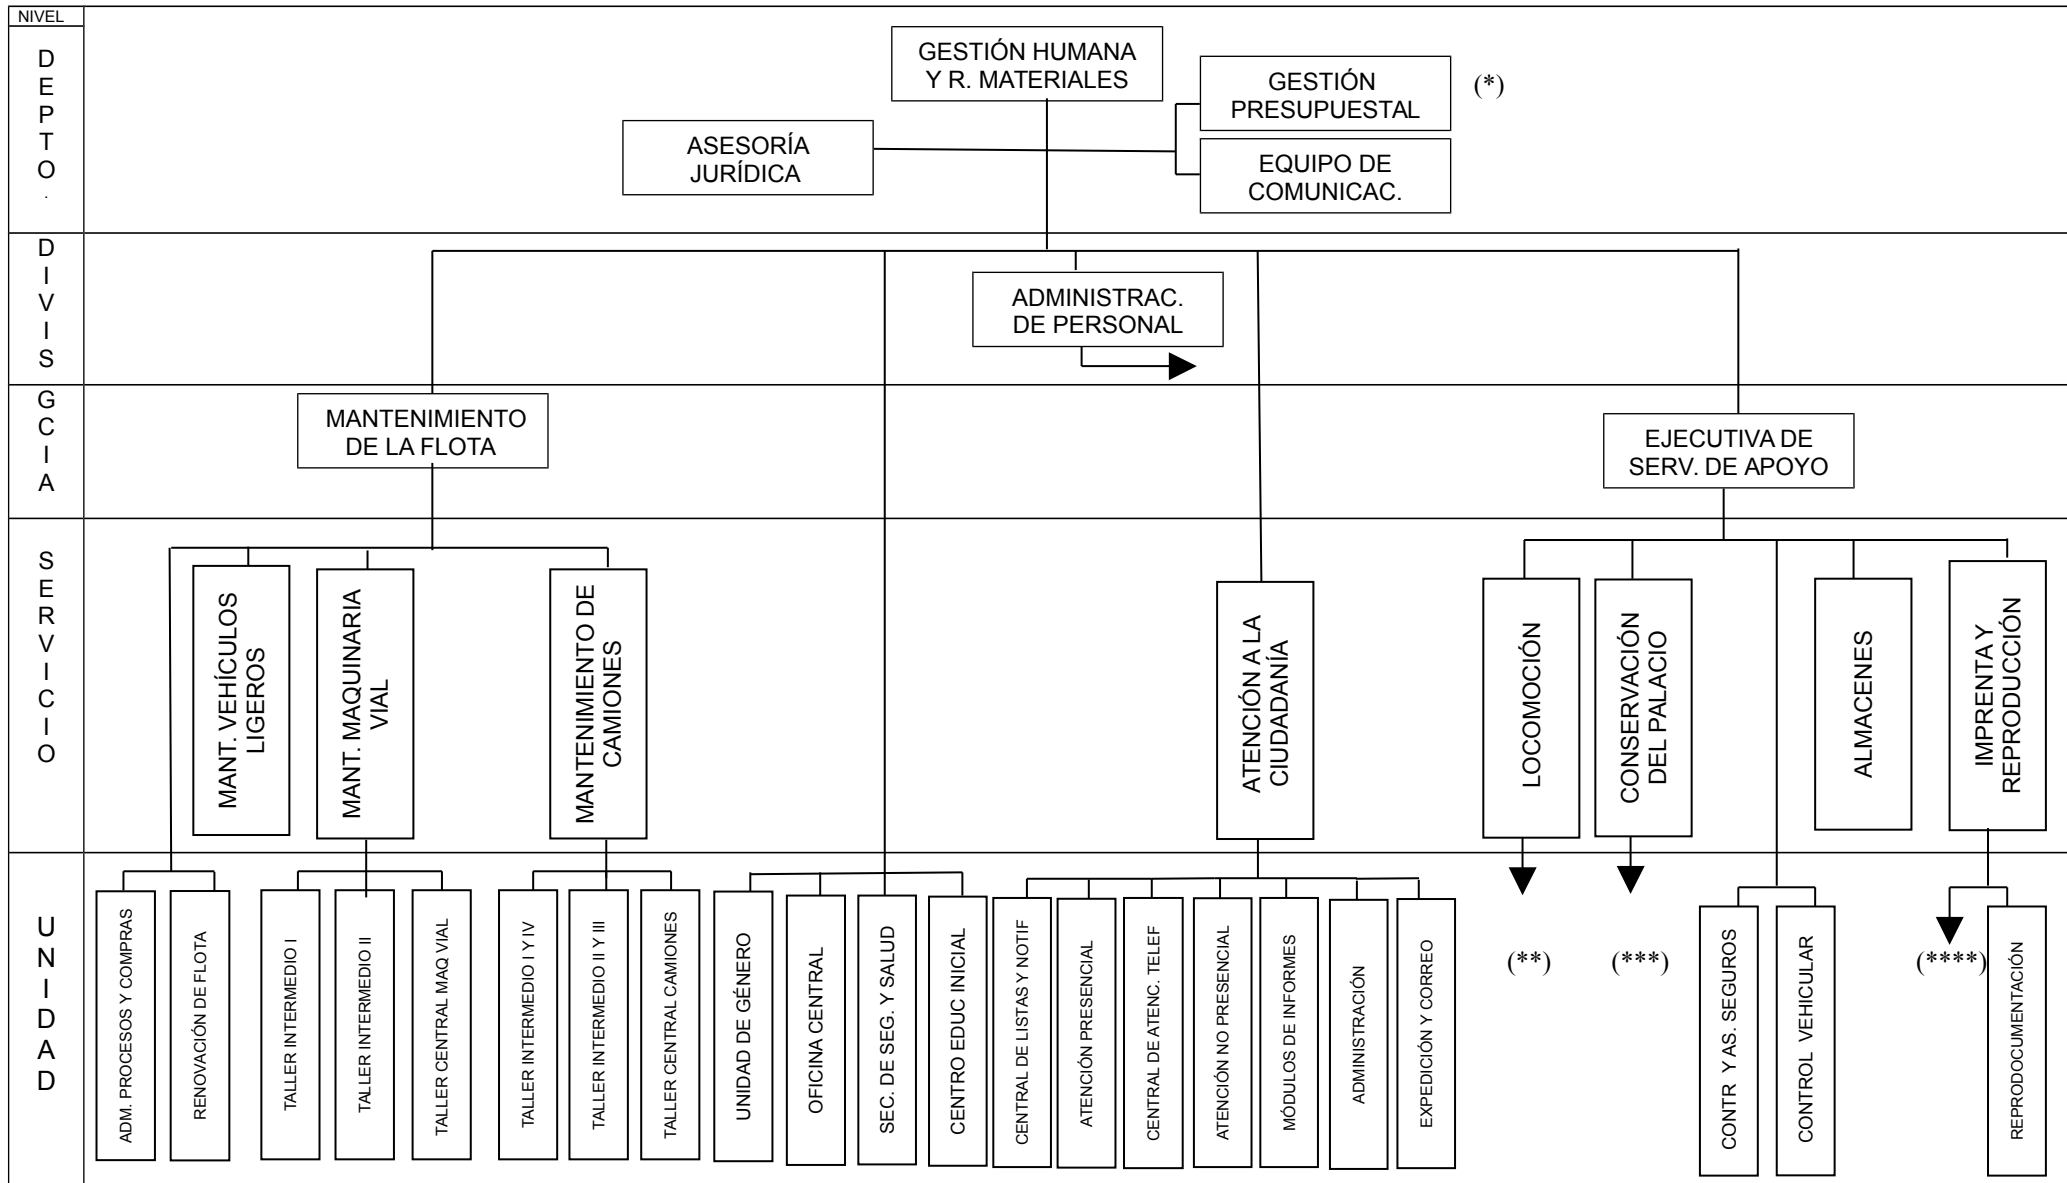 NIVEL
D
E
P
T
O
.
GESTIÓN HUMANA
Y R. MATERIALES
GESTIÓN
PRESUPUESTAL
(*)
ASESORÍA
JURÍDICA
EQUIPO DE
COMUNICAC.
D
I
V
I
S
ADMINISTRAC.
DE PERSONAL
G
C
I
A
MANTENIMIENTO
DE LA FLOTA
EJECUTIVA DE
SERV. DE APOYO
S
E
R
V
I
C
I
O
MANT. VEHÍCULOS
LIGEROS
MANT. MAQUINARIA
VIAL
MANTENIMIENTO DE
CAMIONES
ATENCIÓN A LA
CIUDADANÍA
LOCOMOCIÓN
CONSERVACIÓN
DEL PALACIO
ALMACENES
IMPRENTA Y
REPRODUCCIÓN
U
N
I
D
A
D
ADM. PROCESOS Y COMPRAS
RENOVACIÓN DE FLOTA
TALLER INTERMEDIO I
TALLER INTERMEDIO II
TALLER CENTRAL MAQ VIAL
TALLER INTERMEDIO I Y IV
TALLER INTERMEDIO II Y III
TALLER CENTRAL CAMIONES
UNIDAD DE GÉNERO
OFICINA CENTRAL
SEC. DE SEG. Y SALUD
CENTRO EDUC INICIAL
CENTRAL DE LISTAS Y NOTIF
ATENCIÓN PRESENCIAL
CENTRAL DE ATENC. TELEF
ATENCIÓN NO PRESENCIAL
MÓDULOS DE INFORMES
ADMINISTRACIÓN
EXPEDICIÓN Y CORREO
(**)
(***)
CONTR Y AS. SEGUROS
CONTROL VEHICULAR
(****)
REPRODOCUMENTACIÓN